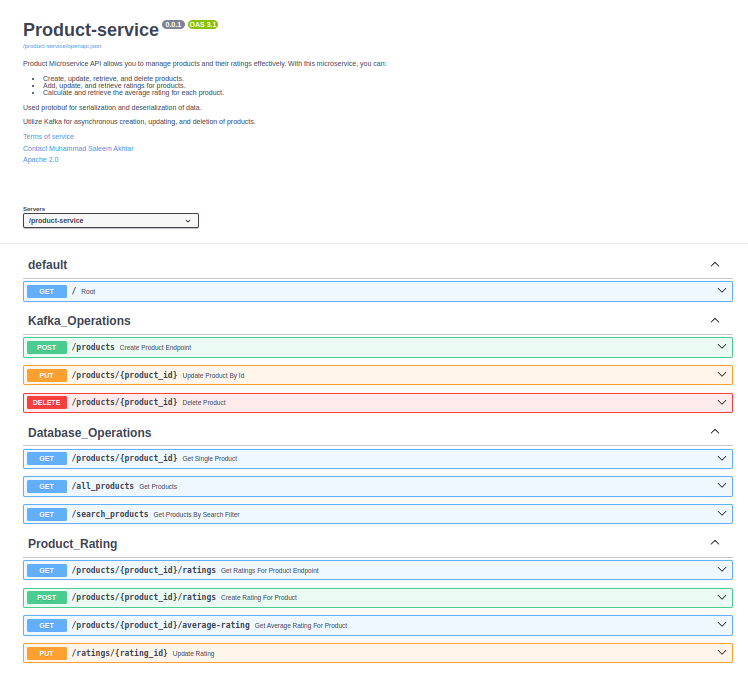 Product-service 0.0.1 OAS 3.1
/product-service/openapi.json
Product Microservice API allows you to manage products and their ratings effectively. With this microservice, you can:
• Create, update, retrieve, and delete products.
• Add, update, and retrieve ratings for products.
• Calculate and retrieve the average rating for each product.
Used protobuf for serialization and deserialization of data.
Utilize Kafka for asynchronous creation, updating, and deletion of products.
Terms of service
Contact Muhammad Saleem Akhtar
Apache 2.0
Servers
/product-service
default
GET / Root
Kafka_Operations
POST /products Create Product Endpoint
PUT /products/{product_id} Update Product By Id
DELETE /products/{product_id} Delete Product
Database_Operations
GET /products/{product_id} Get Single Product
GET /all_products Get Products
GET /search_products Get Products By Search Filter
Product_Rating
GET /products/{product_id}/ratings Get Ratings For Product Endpoint
POST /products/{product_id}/ratings Create Rating For Product
GET /products/{product_id}/average-rating Get Average Rating For Product
PUT /ratings/{rating_id} Update Rating